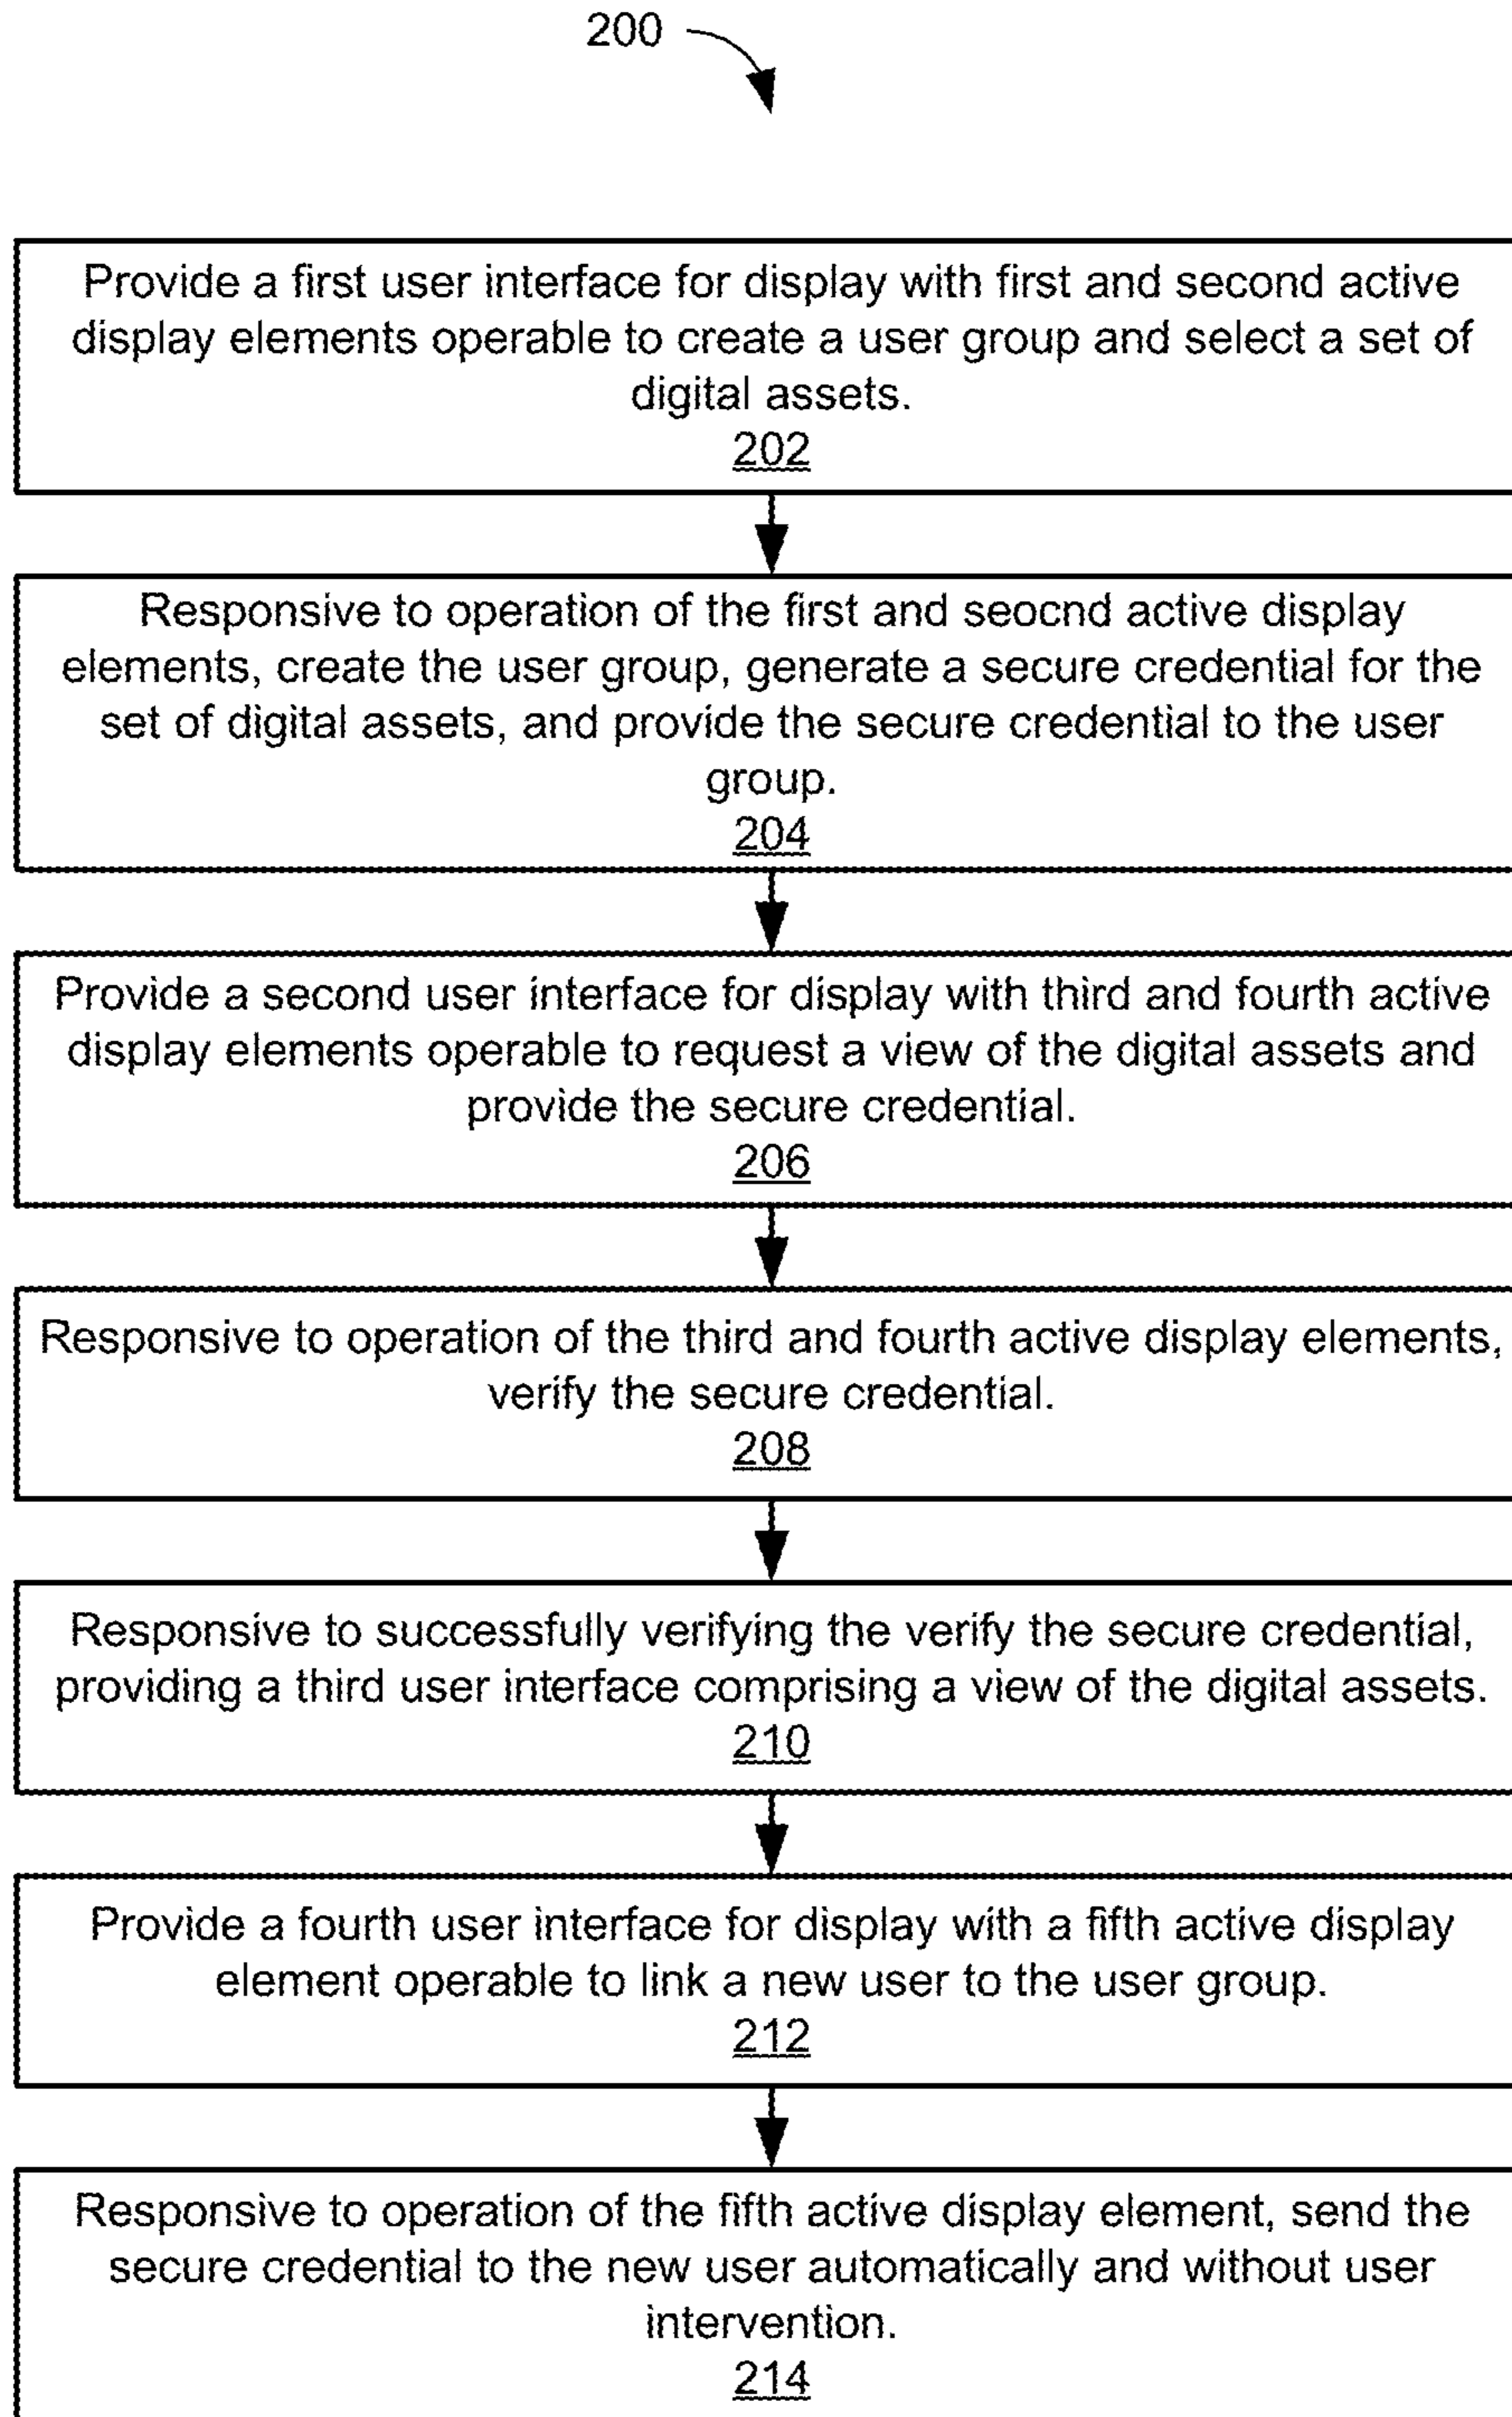 200
Provide a first user interface for display with first and second active
display elements operable to create a user group and select a set of
digital assets.
202
Responsive to operation of the first and seocnd active display
elements, create the user group, generate a secure credential for the
set of digital assets, and provide the secure credential to the user
group.
204
Provide a second user interface for display with third and fourth active
display elements operable to request a view of the digital assets and
provide the secure credential.
206
Responsive to operation of the third and fourth active display elements,
verify the secure credential.
208
Responsive to successfully verifying the verify the secure credential,
providing a third user interface comprising a view of the digital assets.
210
Provide a fourth user interface for display with a fifth active display
element operable to link a new user to the user group.
212
Responsive to operation of the fifth active display element, send the
secure credential to the new user automatically and without user
intervention.
214